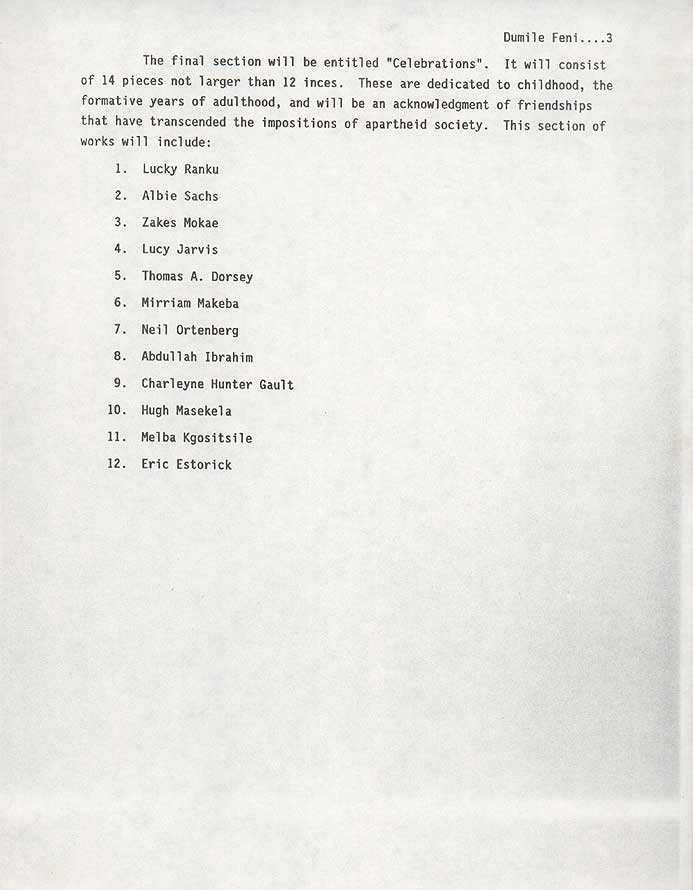 Dumile Feni....3
The final section will be entitled "Celebrations". It will consist
of 14 pieces not larger than 12 inces. These are dedicated to childhood, the
formative years of adulthood, and will be an acknowledgment of friendships
that have transcended the impositions of apartheid society. This section of
works will include:
1. Lucky Ranku
2. Albie Sachs
3. Zakes Mokae
4. Lucy Jarvis
5. Thomas A. Dorsey
6. Mirriam Makeba
7. Neil Ortenberg
8. Abdullah Ibrahim
9. Charleyne Hunter Gault
10. Hugh Masekela
11. Melba Kgositsile
12. Eric Estorick